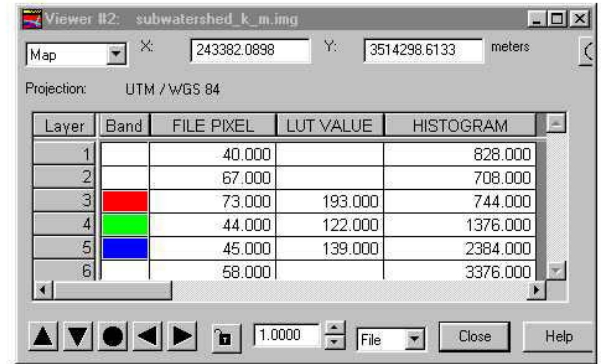 Viewer #2: subwatershed_k_m.img
Map X: 243382.0898 Y: 3514298.6133 meters
Projection: UTM / WGS 84
Layer Band FILE PIXEL LUT VALUE HISTOGRAM
1 40.000 828.000
2 67.000 708.000
3 73.000 193.000 744.000
4 44.000 122.000 1376.000
5 45.000 139.000 2384.000
6 58.000 3376.000
1.0000 File Close Help